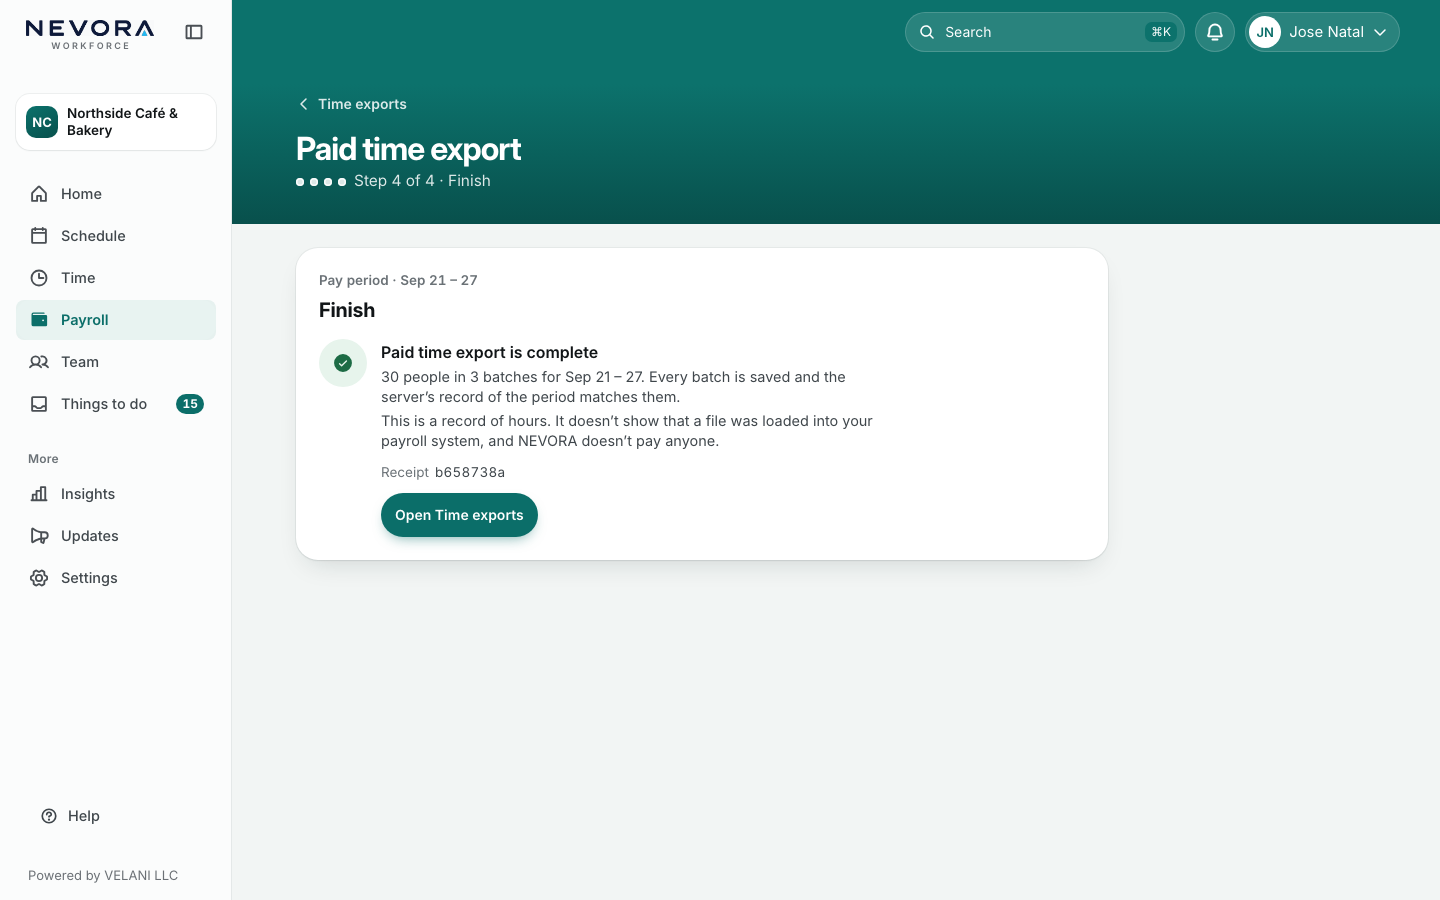 NEVORA
WORKFORCE
Search
⌘K
JN
Jose Natal
NC
Northside Café &
Bakery
Home
Schedule
Time
Payroll
Team
Things to do
15
More
Insights
Updates
Settings
Help
Powered by VELANI LLC
Time exports
Paid time export
Step 4 of 4 · Finish
Pay period · Sep 21 – 27
Finish
Paid time export is complete
30 people in 3 batches for Sep 21 – 27. Every batch is saved and the
server’s record of the period matches them.
This is a record of hours. It doesn’t show that a file was loaded into your
payroll system, and NEVORA doesn’t pay anyone.
Receipt b658738a
Open Time exports